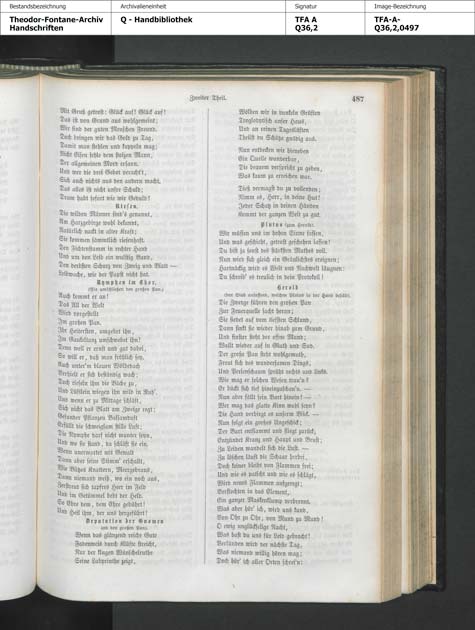 Bestandsbezeichnung
Archivalieneinheit
Signatur
Image-Bezeichnung
Theodor-Fontane-Archiv
Handschriften
Q - Handbibliothek
TFA A
Q36,2
TFA-A-
Q36,2,0497
Zweiter Theil.
487
Mit Gruß getrost: Glück auf! Glück auf!
Das ist von Grund aus wohlgemeint;
Wir sind der guten Menschen Freund.
Doch bringen wir das Gold zu Tag,
Damit man stehlen und kuppeln mag;
Nicht Eisen fehle dem stolzen Mann,
Der allgemeinen Mord ersann.
Und wer die drei Gebot' veracht't,
Sich auch nichts aus den andern macht.
Das alles ist nicht unsre Schuld;
Drum habt sofort wie wir Geduld!
Riesen.
Die wilden Männer sind's genannt,
Am Harzgebirge wohl bekannt,
Natürlich nackt in alter Kraft;
Sie kommen sämmtlich riesenhaft.
Den Fichtenstamm in rechter Hand
Und um den Leib ein wulstig Band,
Den derbsten Schurz von Zweig und Blatt —
Leibwache, wie der Papst nicht hat.
Nymphen im Chor,
(sie umschließen den großen Pan).
Auch kommt er an!
Das All der Welt
Wird vorgestellt
Im großen Pan.
Ihr Heitersten, umgebet ihn,
Im Gaukeltanz umschwebet ihn!
Denn weil er ernst und gut dabei,
So will er, daß man fröhlich sey.
Auch unter'm blauen Wölbedach
Verhielt er sich beständig wach;
Doch rieseln ihm die Bäche zu,
Und Lüftlein wiegen ihn mild in Ruh'.
Und wenn er zu Mittage schläft,
Sich nicht das Blatt am Zweige regt;
Gesunder Pflanzen Balsamduft
Erfüllt die schweigsam stille Luft;
Die Nymphe darf nicht munter seyn,
Und wo sie stand, da schläft sie ein.
Wenn unerwartet mit Gewalt
Dann aber seine Stimm' erschallt,
Wie Blitzes Knattern, Meergebraus,
Dann niemand weiß, wo ein noch aus,
Zerstreut sich tapfres Heer im Feld
Und im Getümmel bebt der Held.
So Ehre dem, dem Ehre gebührt!
Und Heil ihm, der uns hergeführt!
Deputation der Gnomen
(an den großen Pan).
Wenn das glänzend reiche Gute
Fadenweis durch Klüfte streicht,
Nur der klugen Wünschelruthe
Seine Labyrinthe zeigt,
Wölben wir in dunkeln Grüften
Troglodytisch unser Haus,
Und an reinen Tageslüften
Theilst du Schätze gnädig aus.
Nun entdecken wir hieneben
Ein Quelle wunderbar,
Die bequem verspricht zu geben,
Was kaum zu erreichen war.
Dieß vermagst du zu vollenden;
Nimm es, Herr, in deine Hut!
Jeder Schatz in deinen Händen
Kommt der ganzen Welt zu gut.
Plutus (zum Herold).
Wir müssen uns im hohen Sinne fassen,
Und was geschieht, getrost geschehen lassen!
Du bist ja sonst des stärksten Muthes voll.
Nun wird sich gleich ein Gräulichstes ereignen;
Hartnäckig wird es Welt und Nachwelt läugnen:
Du schreib' es treulich in dein Protokoll!
Herold
(den Stab anfassend, welchen Plutus in der Hand behält).
Die Zwerge führen den großen Pan
Zur Feuerquelle sacht heran;
Sie siedet auf vom tiefsten Schlund,
Dann sinkt sie wieder hinab zum Grund,
Und finster steht der offne Mund;
Wallt wieder auf in Gluth und Sud.
Der große Pan steht wohlgemuth,
Freut sich des wundersamen Dings,
Und Perlenschaum sprüht rechts und links.
Wie mag er solchen Wesen trau'n?
Er bückt sich tief hineinzuschau'n. —
Nun aber fällt sein Bart hinein! —
Wer mag das glatte Kinn wohl seyn?
Die Hand verbirgt es unserm Blick. —
Nun folgt ein großes Ungeschick;
Der Bart entflammt und fliegt zurück,
Entzündet Kranz und Haupt und Brust;
Zu Leiden wandelt sich die Lust. —
Zu löschen läuft die Schaar herbei,
Doch keiner bleibt von Flammen frei;
Und wie es patscht und wie es schlägt,
Wird neues Flammen aufgeregt;
Verflochten in das Element,
Ein ganzer Maskenklump verbrennt.
Was aber hör' ich, wird uns kund,
Von Ohr zu Ohr, von Mund zu Mund!
O ewig unglücksel'ge Nacht,
Was hast du uns für Leid gebracht!
Verkünden wird der nächste Tag,
Was niemand willig hören mag;
Doch hör' ich aller Orten schrei'n: